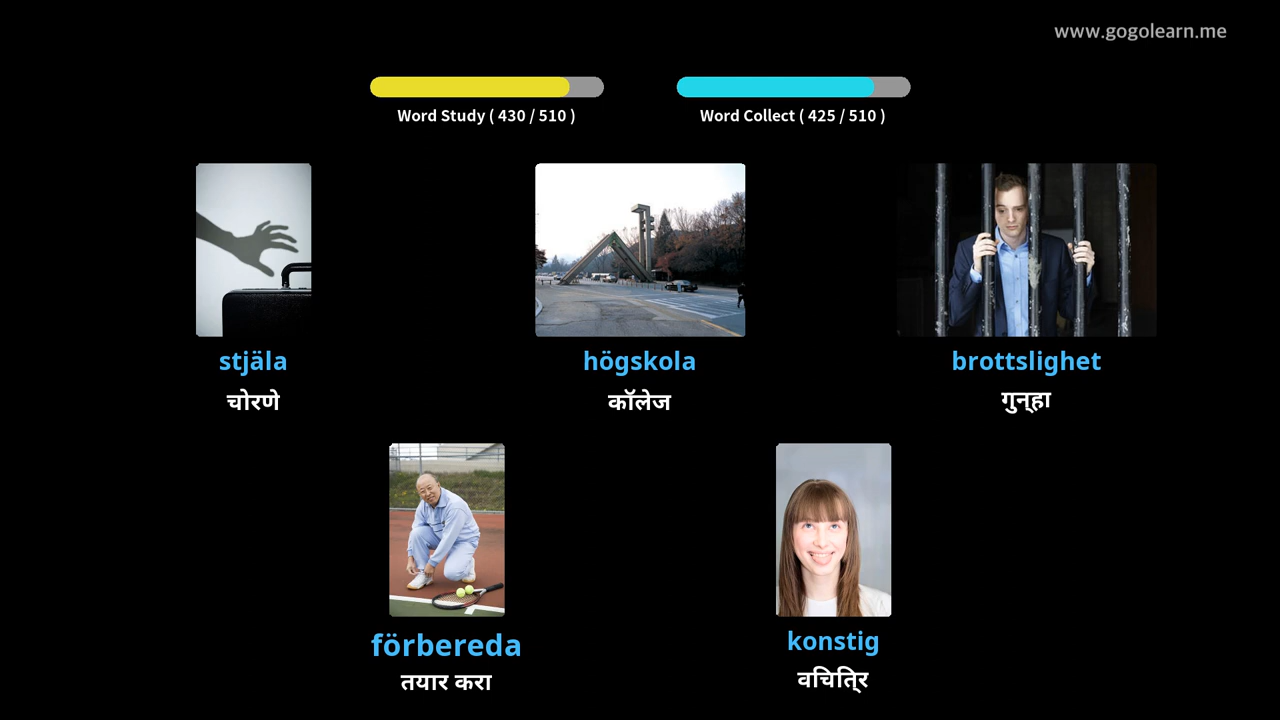 www.gogolearn.me
Word Study ( 430 / 510 )
Word Collect ( 425 / 510 )
stjäla
चोरणे
högskola
कॉलेज
brottslighet
गुन्हा
förbereda
तयार करा
konstig
वचित्रि